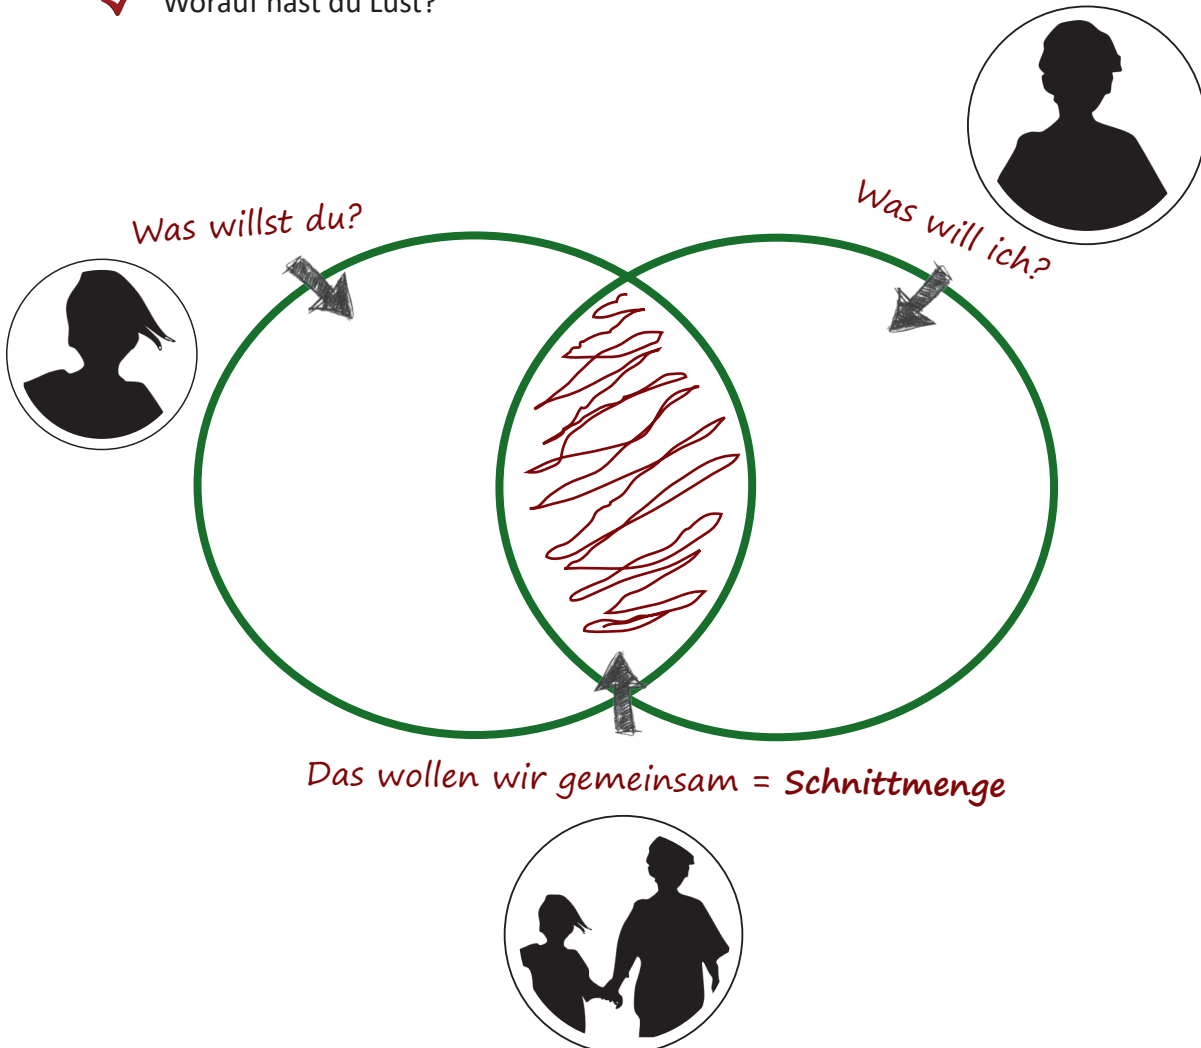 Worauf hast du Lust?
Was willst du?
Was will ich?
Das wollen wir gemeinsam = Schnittmenge